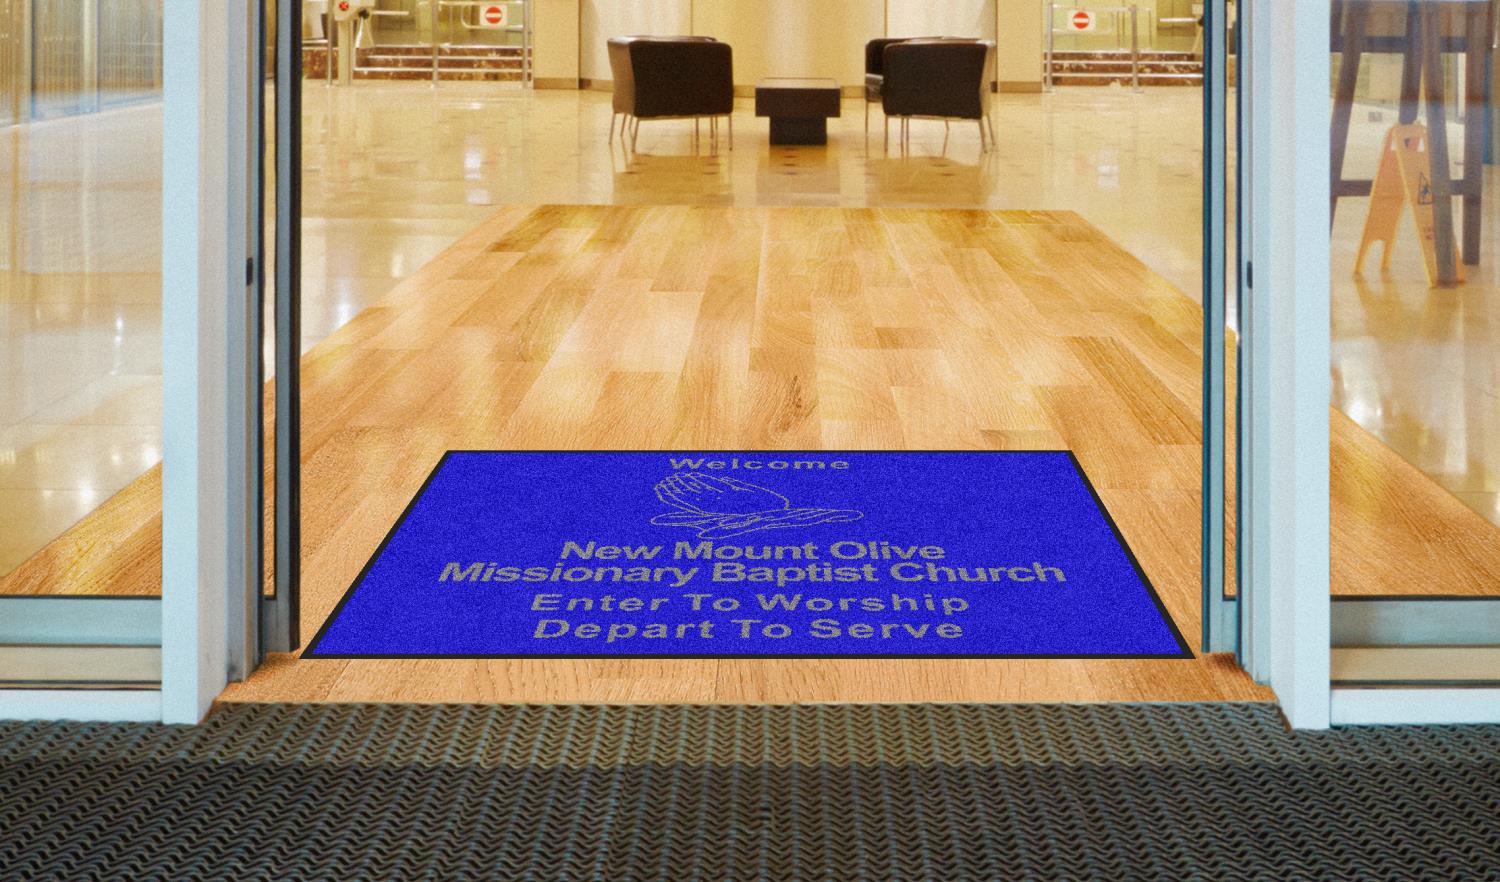 Welcome
New Mount Olive
Missionary Baptist Church
Enter To Worship
Depart To Serve